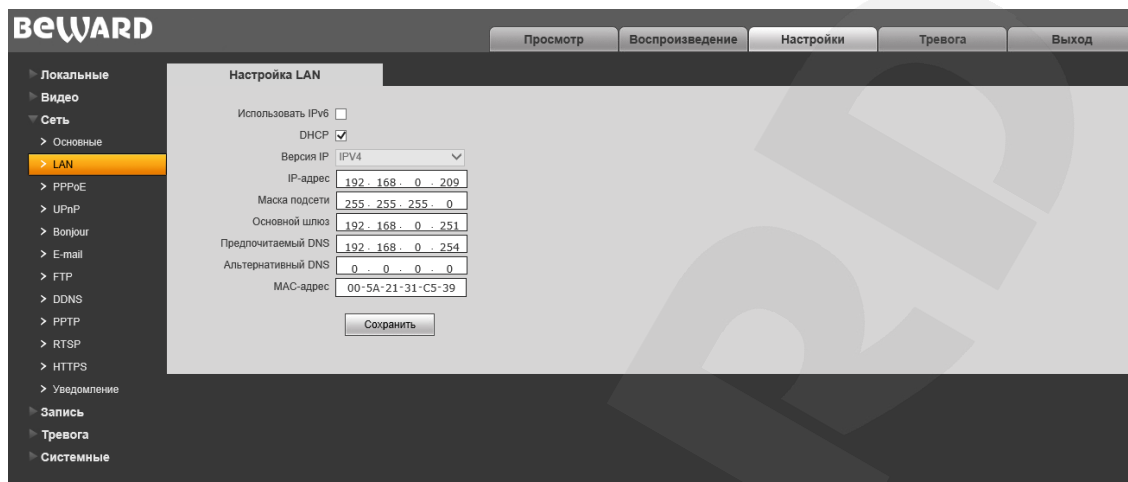 BEWARD
Просмотр Воспроизведение Настройки Тревога Выход
Локальные
Видео
Сеть
Основные
LAN
PPPoE
UPnP
Bonjour
E-mail
FTP
DDNS
PPTP
RTSP
HTTPS
Уведомление
Запись
Тревога
Системные
Настройка LAN
Использовать IPv6
DHCP
Версия IP IPV4
IP-адрес 192 . 168 . 0 . 209
Маска подсети 255 . 255 . 255 . 0
Основной шлюз 192 . 168 . 0 . 251
Предпочитаемый DNS 192 . 168 . 0 . 254
Альтернативный DNS 0 . 0 . 0 . 0
MAC-адрес 00-5A-21-31-C5-39
Сохранить